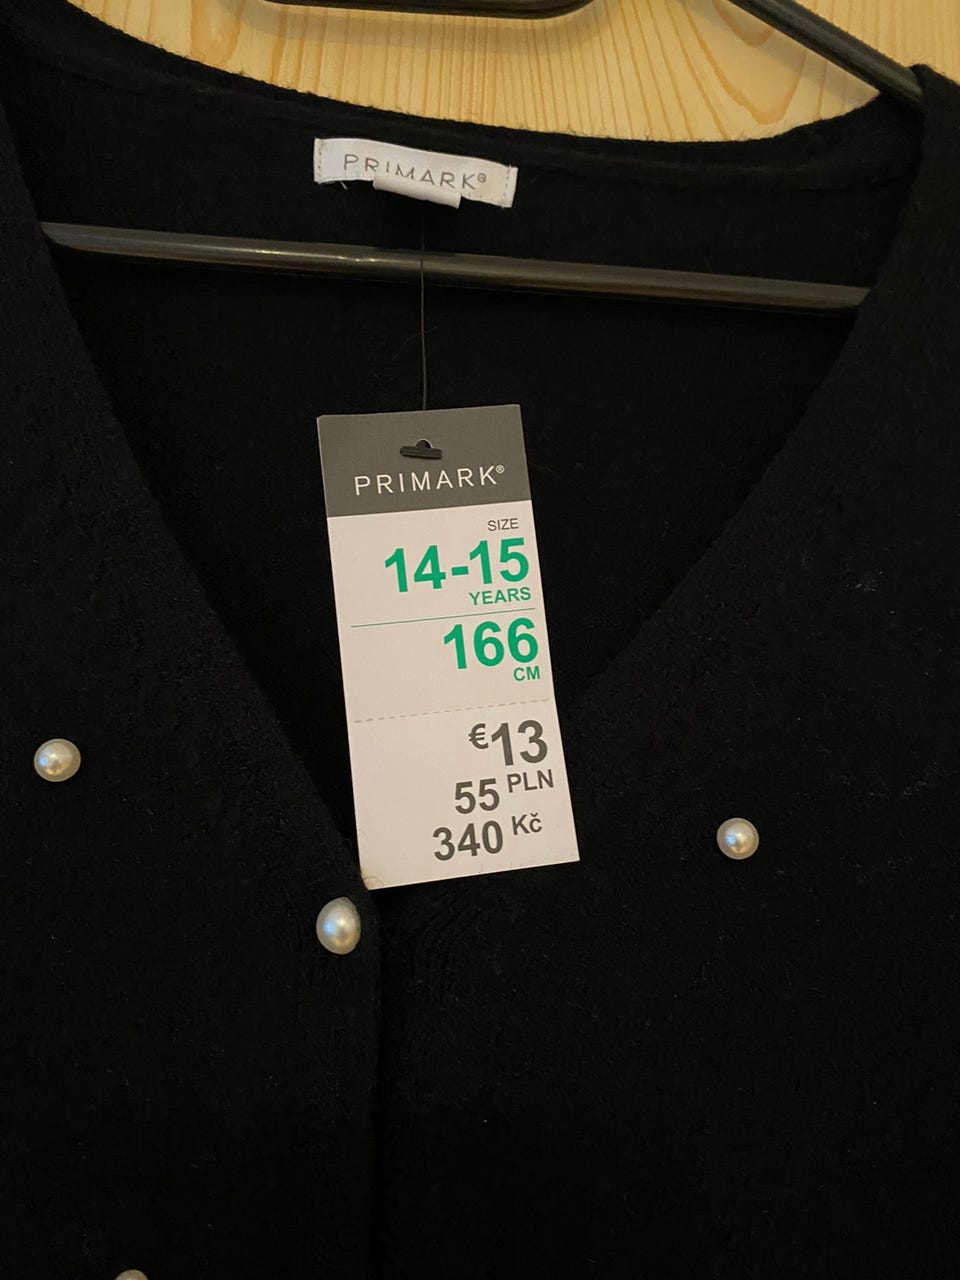 PRIMARK®
PRIMARK®
SIZE
14-15
YEARS
166
CM
€13
55 PLN
340 Kč